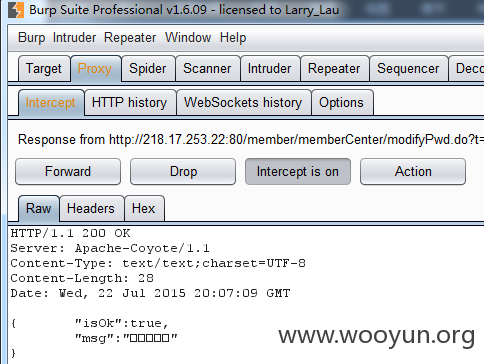 Burp Suite Professional v1.6.09 - licensed to Larry_Lau
Burp Intruder Repeater Window Help
Target Proxy Spider Scanner Intruder Repeater Sequencer Deco
Intercept HTTP history WebSockets history Options
Response from http://218.17.253.22:80/member/memberCenter/modifyPwd.do?t=
Forward Drop Intercept is on Action
Raw Headers Hex
HTTP/1.1 200 OK
Server: Apache-Coyote/1.1
Content-Type: text/text;charset=UTF-8
Content-Length: 28
Date: Wed, 22 Jul 2015 20:07:09 GMT
{ "isOk":true,
"msg":"□□□□□"
}
www.wooyun.org